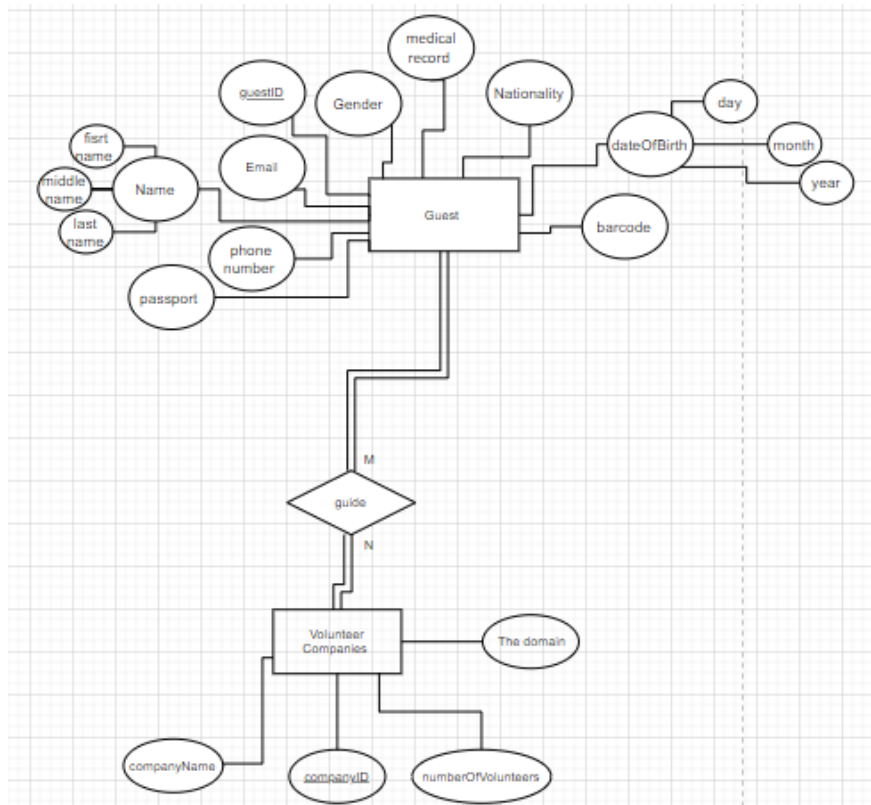 medical
record
guestID
Gender
Nationality
day
fisrt
name
dateOfBirth
month
Email
middle
name
Name
year
Guest
last
name
barcode
phone
number
passport
M
guide
N
Volunteer
Companies
The domain
companyName
companyID
numberOfVolunteers